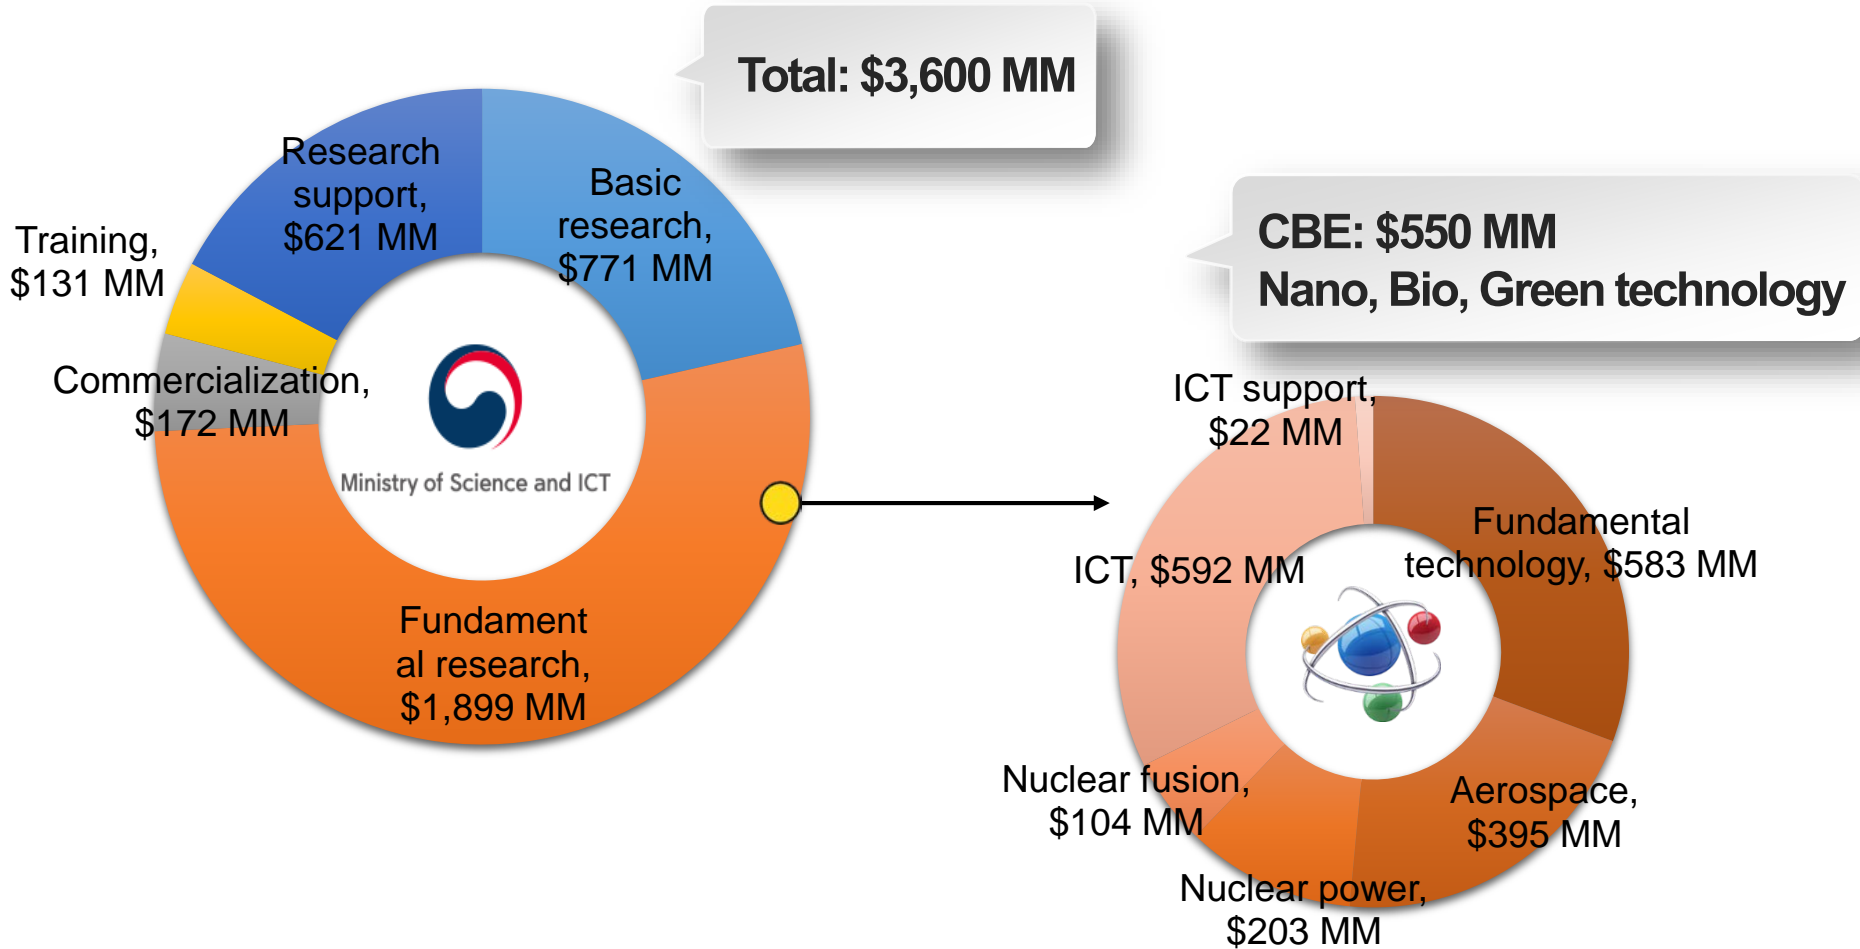 Total: $3,600 MM
Research
support,
$621 MM
Basic
research,
$771 MM
Training,
$131 MM
Commercialization,
$172 MM
Ministry of Science and ICT
Fundament
al research,
$1,899 MM
CBE: $550 MM
Nano, Bio, Green technology
ICT support,
$22 MM
Fundamental
technology, $583 MM
ICT, $592 MM
Nuclear fusion,
$104 MM
Aerospace,
$395 MM
Nuclear power,
$203 MM